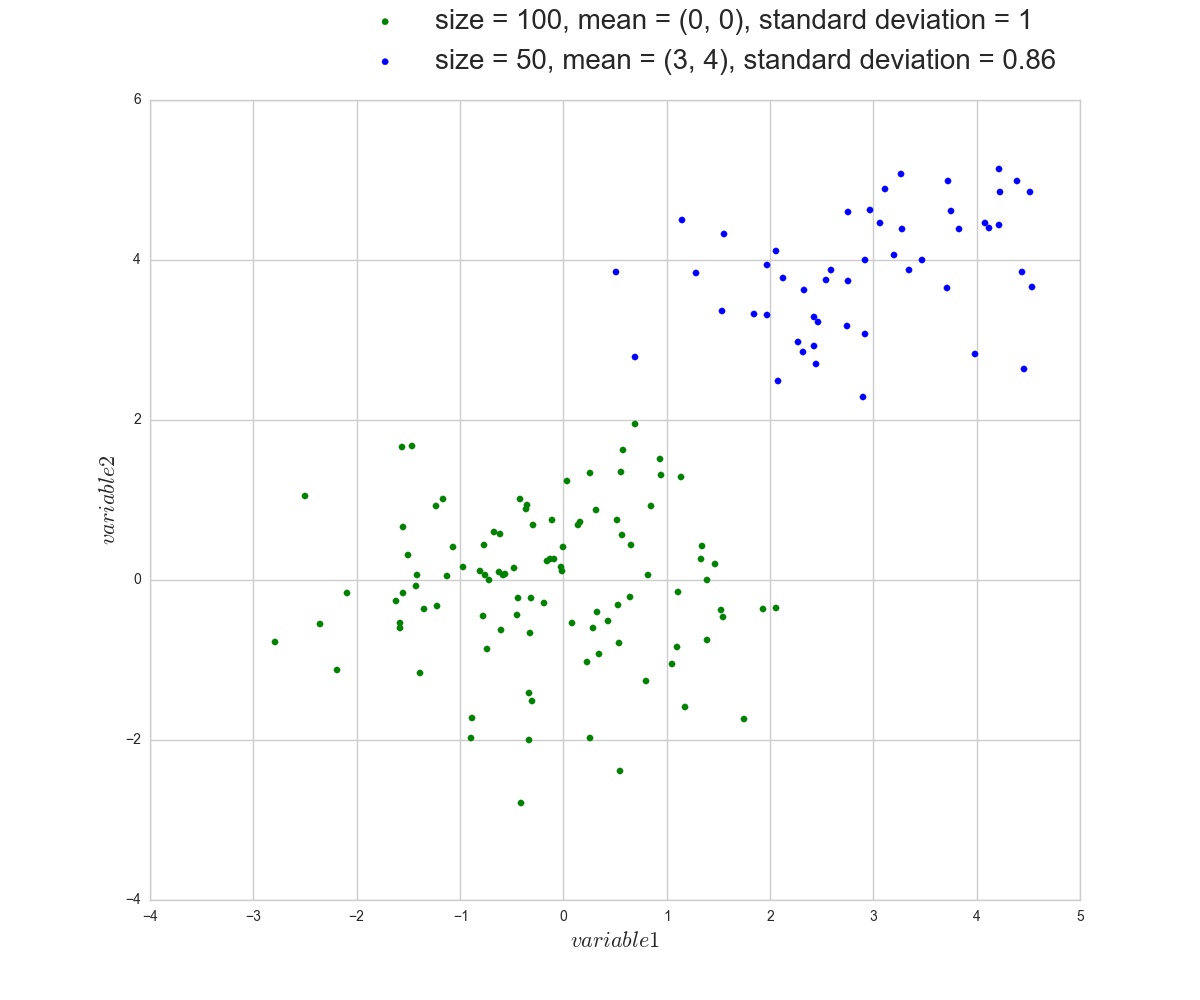 size = 100, mean = (0, 0), standard deviation = 1
size = 50, mean = (3, 4), standard deviation = 0.86
6
4
2
0
−2
−4
variable2
−4 −3 −2 −1 0 1 2 3 4 5
variable1